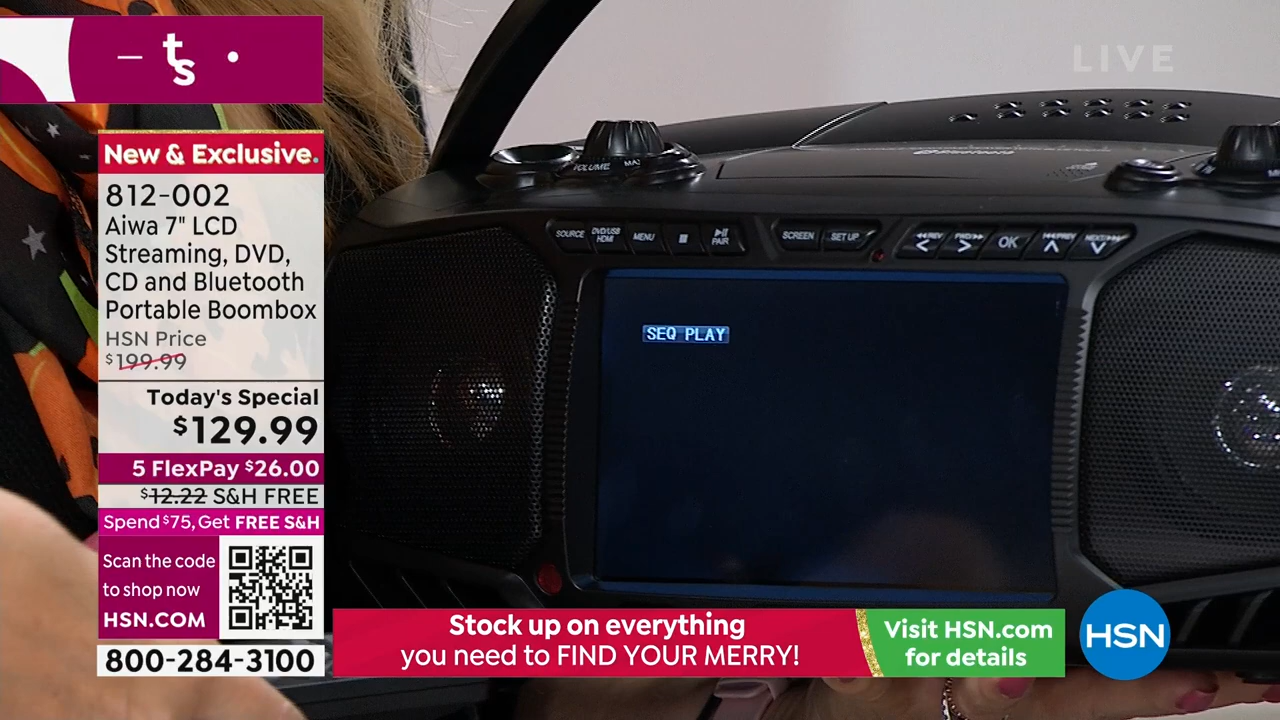 ts
LIVE
New & Exclusive.
812-002
Aiwa 7" LCD
Streaming, DVD,
CD and Bluetooth
Portable Boombox
HSN Price
$199.99
Today's Special
$129.99
5 FlexPay $26.00
$12.22 S&H FREE
Spend $75, Get FREE S&H
Scan the code
to shop now
HSN.COM
800-284-3100
VOLUME MAX
SOURCE
DVD/USB
HDMI
MENU
PAIR
SCREEN
SET UP
OK
SEQ PLAY
Stock up on everything
you need to FIND YOUR MERRY!
Visit HSN.com
for details
HSN